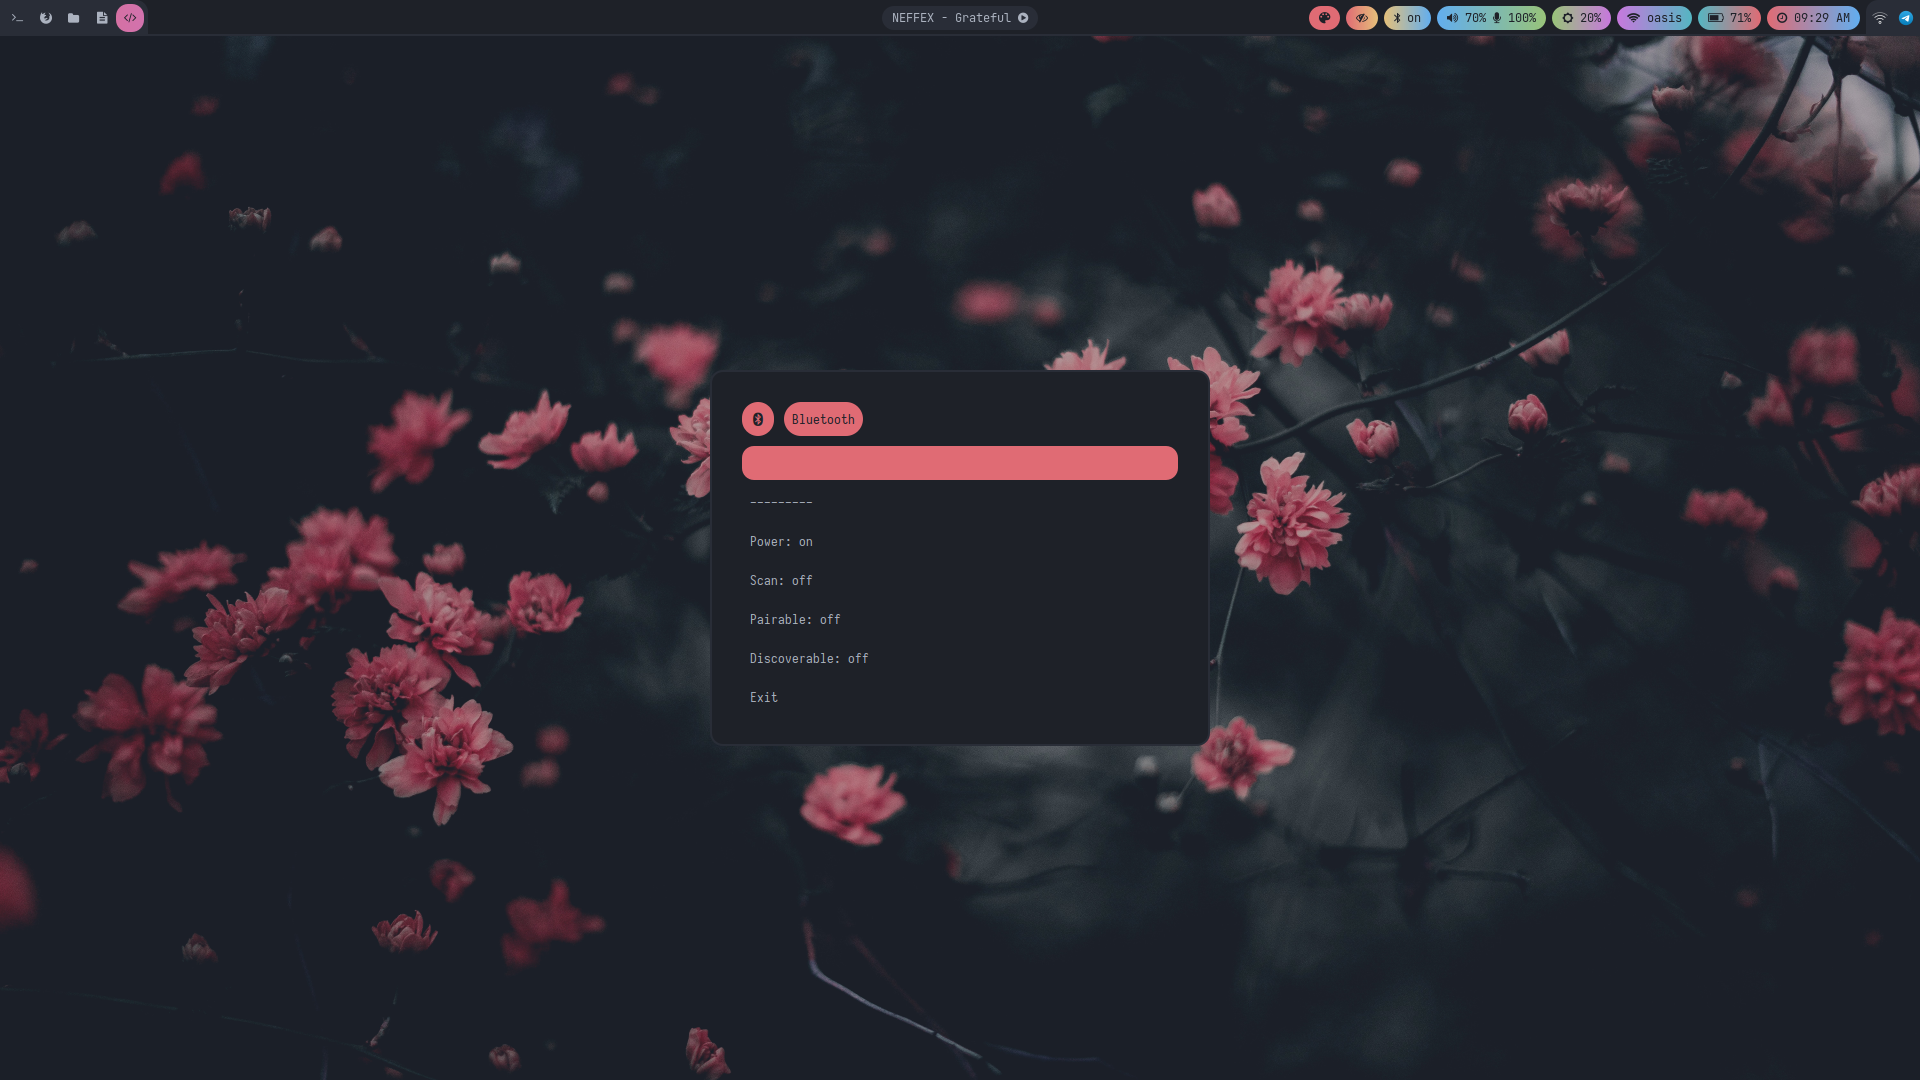 NEFFEX - Grateful
on
70% 100%
20%
oasis
71%
09:29 AM
Bluetooth
---------
Power: on
Scan: off
Pairable: off
Discoverable: off
Exit